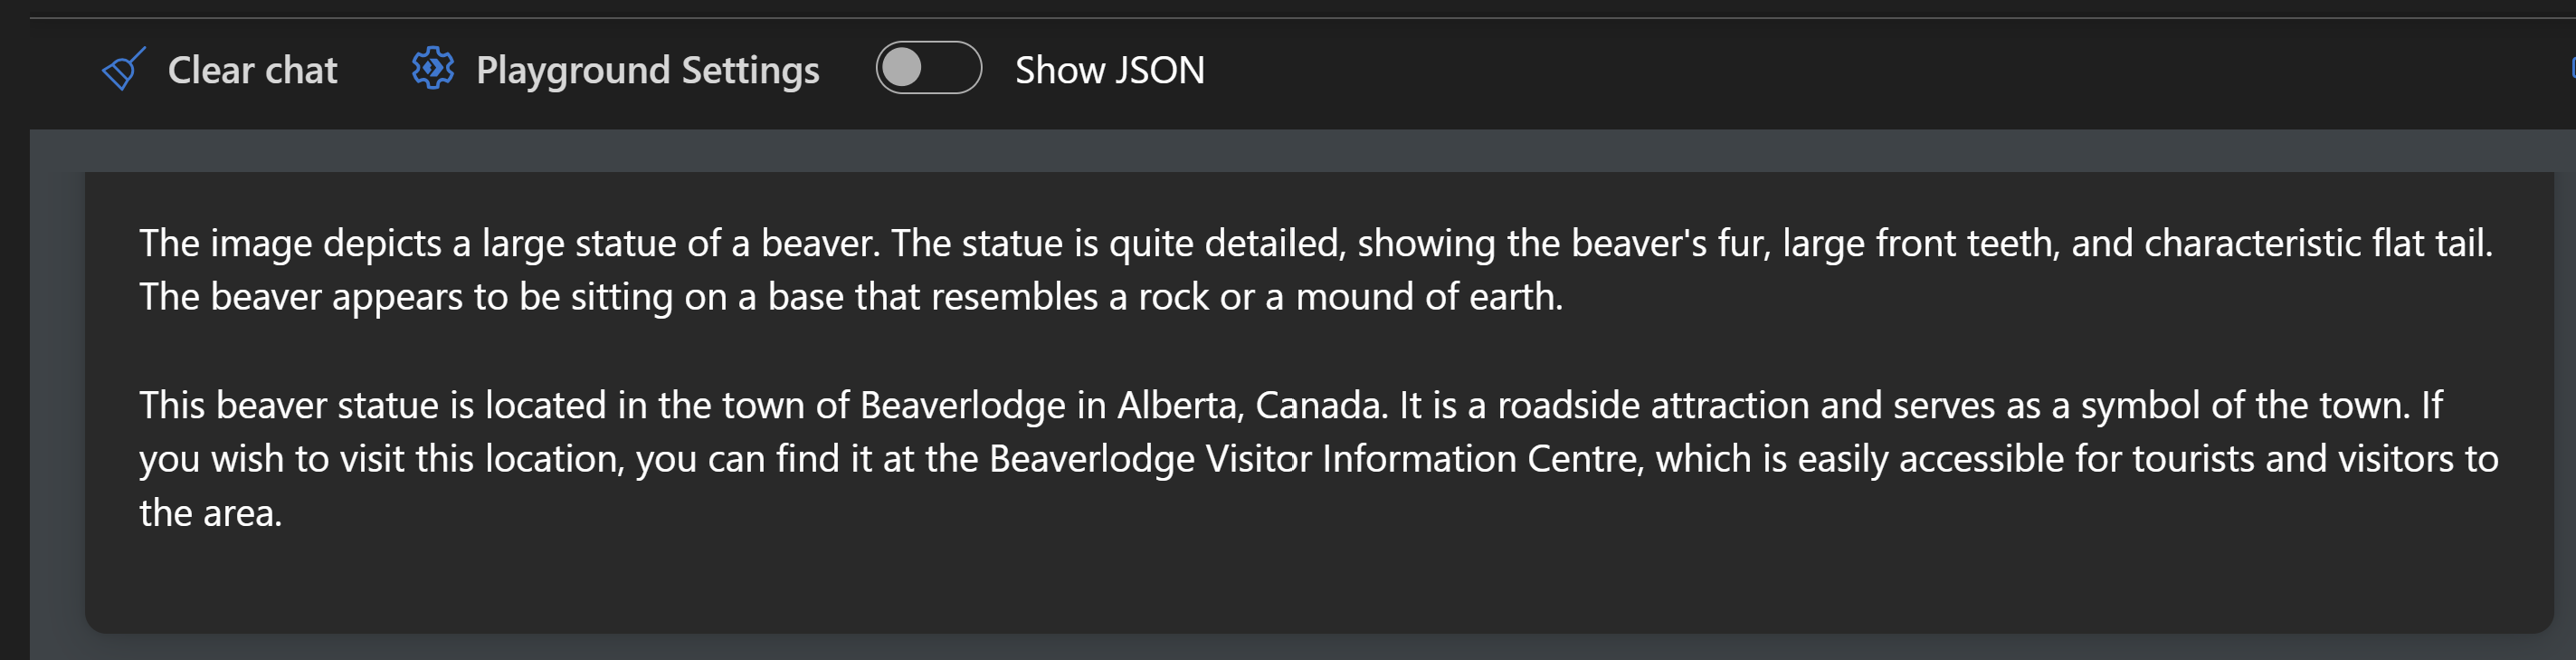 Clear chat Playground Settings Show JSON
The image depicts a large statue of a beaver. The statue is quite detailed, showing the beaver's fur, large front teeth, and characteristic flat tail.
The beaver appears to be sitting on a base that resembles a rock or a mound of earth.
This beaver statue is located in the town of Beaverlodge in Alberta, Canada. It is a roadside attraction and serves as a symbol of the town. If
you wish to visit this location, you can find it at the Beaverlodge Visitor Information Centre, which is easily accessible for tourists and visitors to
the area.